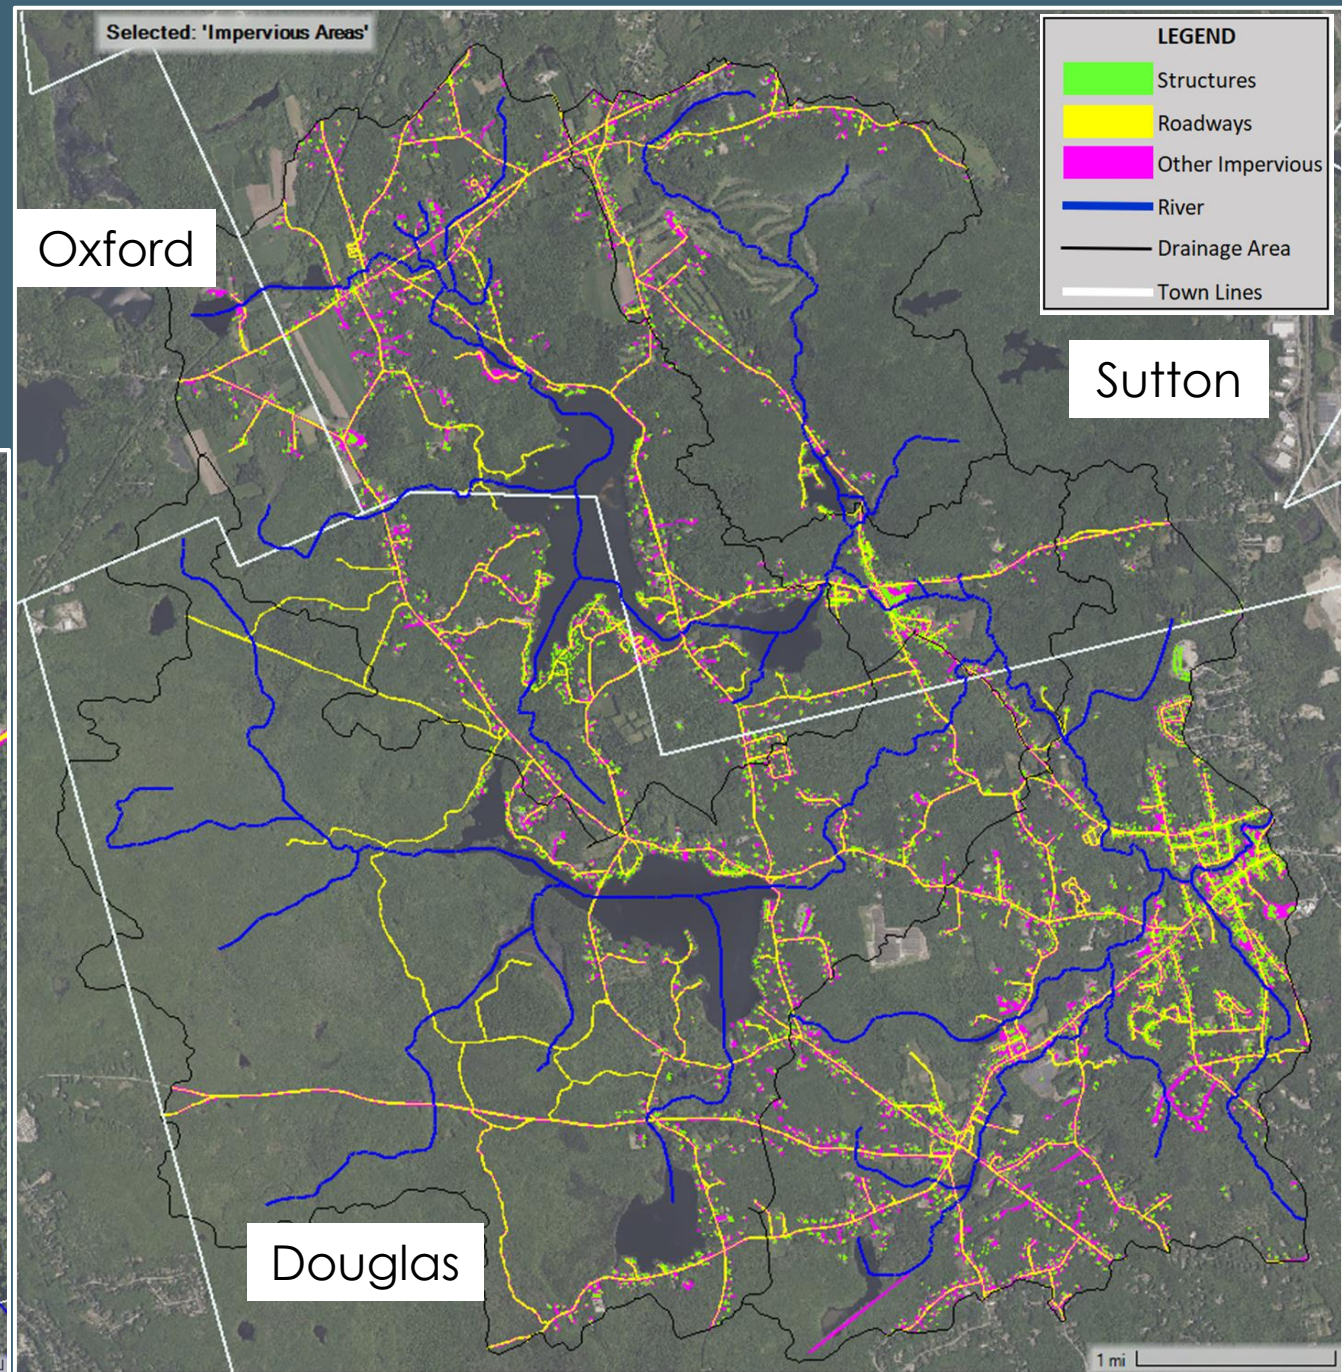 Selected: 'Impervious Areas'
LEGEND
Structures
Roadways
Other Impervious
River
Drainage Area
Town Lines
Oxford
Sutton
Douglas
1 mi